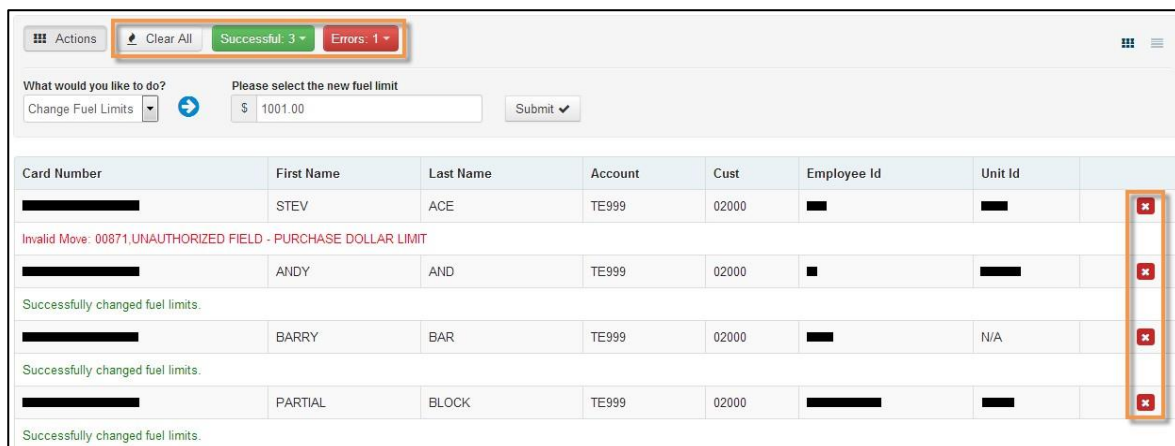 Actions Clear All Successful: 3 Errors: 1
What would you like to do? Please select the new fuel limit
Change Fuel Limits $ 1001.00 Submit
Card Number First Name Last Name Account Cust Employee Id Unit Id
STEV ACE TE999 02000
Invalid Move: 00871,UNAUTHORIZED FIELD - PURCHASE DOLLAR LIMIT
ANDY AND TE999 02000
Successfully changed fuel limits.
BARRY BAR TE999 02000 N/A
Successfully changed fuel limits.
PARTIAL BLOCK TE999 02000
Successfully changed fuel limits.